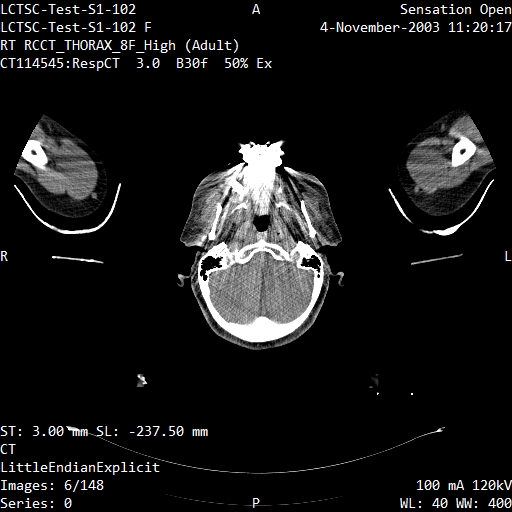 LCTSC-Test-S1-102
A
Sensation Open
LCTSC-Test-S1-102 F
4-November-2003 11:20:17
RT RCCT_THORAX_8F_High (Adult)
CT114545:RespCT 3.0 B30f 50% Ex
R
L
ST: 3.00 mm SL: -237.50 mm
CT
LittleEndianExplicit
Images: 6/148
100 mA 120kV
Series: 0
P
WL: 40 WW: 400